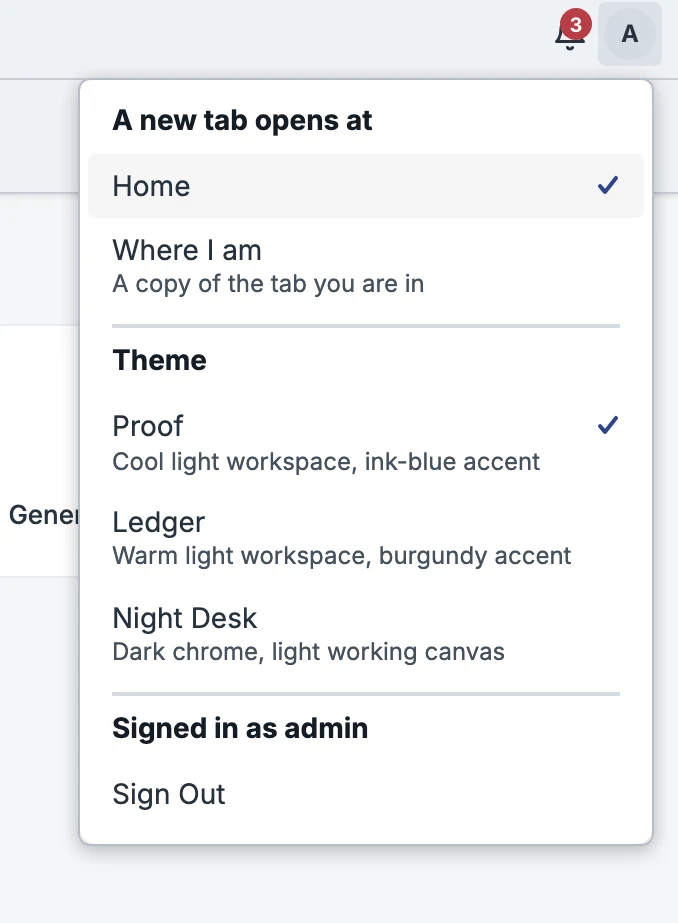 3
A
A new tab opens at
Home
Where I am
A copy of the tab you are in
Theme
Proof
Cool light workspace, ink-blue accent
Gener
Ledger
Warm light workspace, burgundy accent
Night Desk
Dark chrome, light working canvas
Signed in as admin
Sign Out